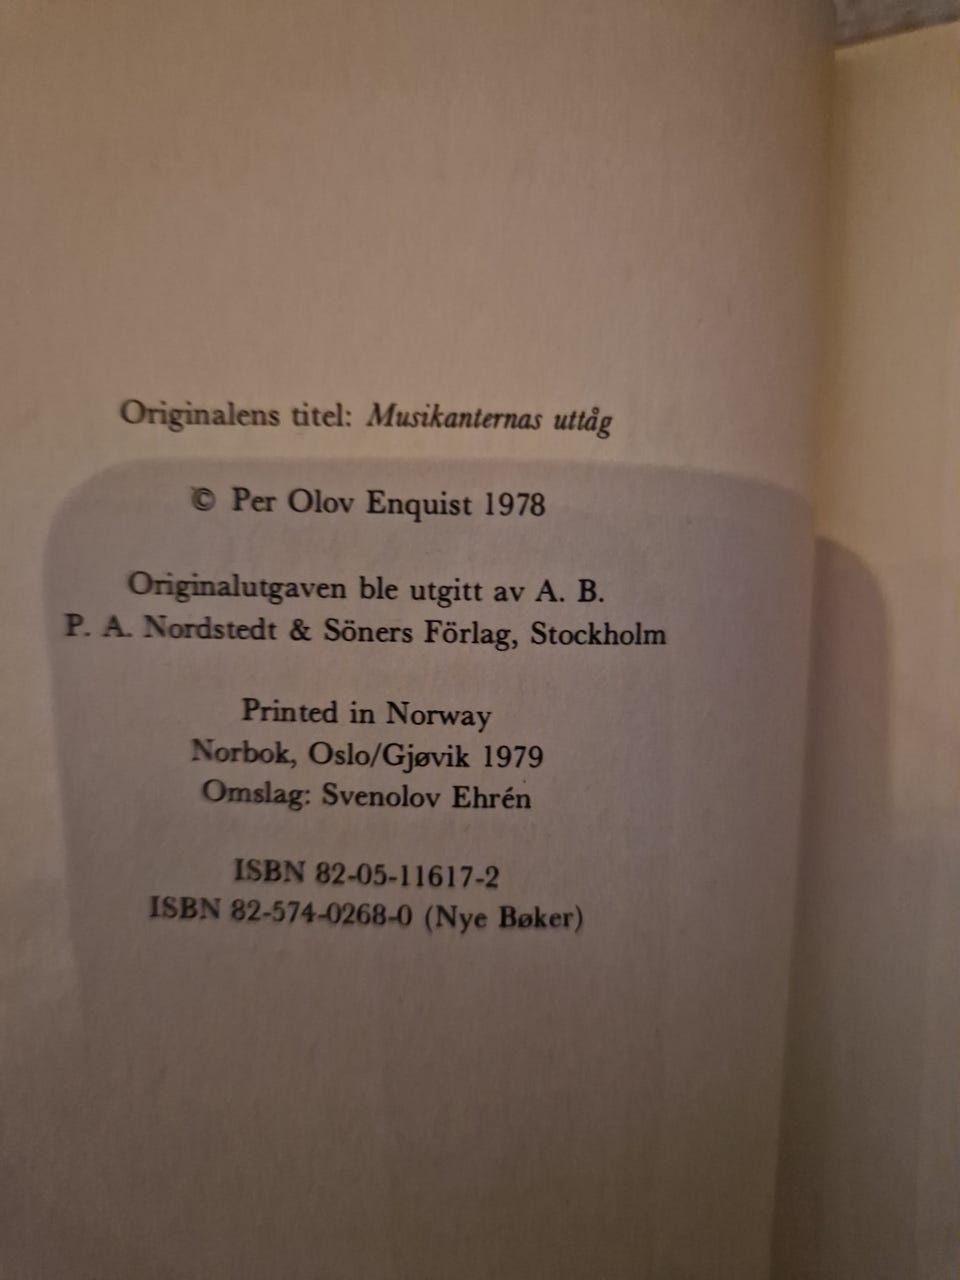 Originalens titel: Musikanternas uttåg
© Per Olov Enquist 1978
Originalutgaven ble utgitt av A. B.
P. A. Nordstedt & Söners Förlag, Stockholm
Printed in Norway
Norbok, Oslo/Gjøvik 1979
Omslag: Svenolov Ehrén
ISBN 82-05-11617-2
ISBN 82-574-0268-0 (Nye Bøker)